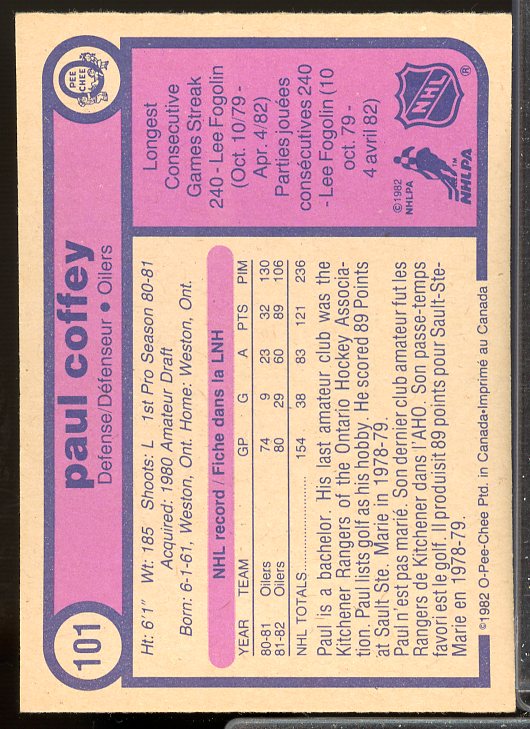 101
paul coffey
Defense/Défenseur • Oilers
O PEE CHEE
Ht: 6'1" Wt: 185 Shoots: L 1st Pro Season 80-81
Acquired: 1980 Amateur Draft
Born: 6-1-61, Weston, Ont. Home: Weston, Ont.
NHL record / Fiche dans la LNH
YEAR TEAM GP G A PTS PIM
80-81 Oilers 74 9 23 32 130
81-82 Oilers 80 29 60 89 106
NHL TOTALS.................. 154 38 83 121 236
Paul is a bachelor. His last amateur club was the
Kitchener Rangers of the Ontario Hockey Associa-
tion. Paul lists golf as his hobby. He scored 89 Points
at Sault Ste. Marie in 1978-79.
Paul n'est pas marié. Son dernier club amateur fut les
Rangers de Kitchener dans l'AHO. Son passe-temps
favori est le golf. Il produisit 89 points pour Sault-Ste-
Marie en 1978-79.
©1982 O-Pee-Chee Ptd. in Canada•Imprimé au Canada
Longest
Consecutive
Games Streak
240 - Lee Fogolin
(Oct. 10/79 -
Apr. 4/82)
Parties jouées
consécutives 240
- Lee Fogolin (10
oct. 79 -
4 avril 82)
NHL ®
©1982
NHLPA
NHLPA ™